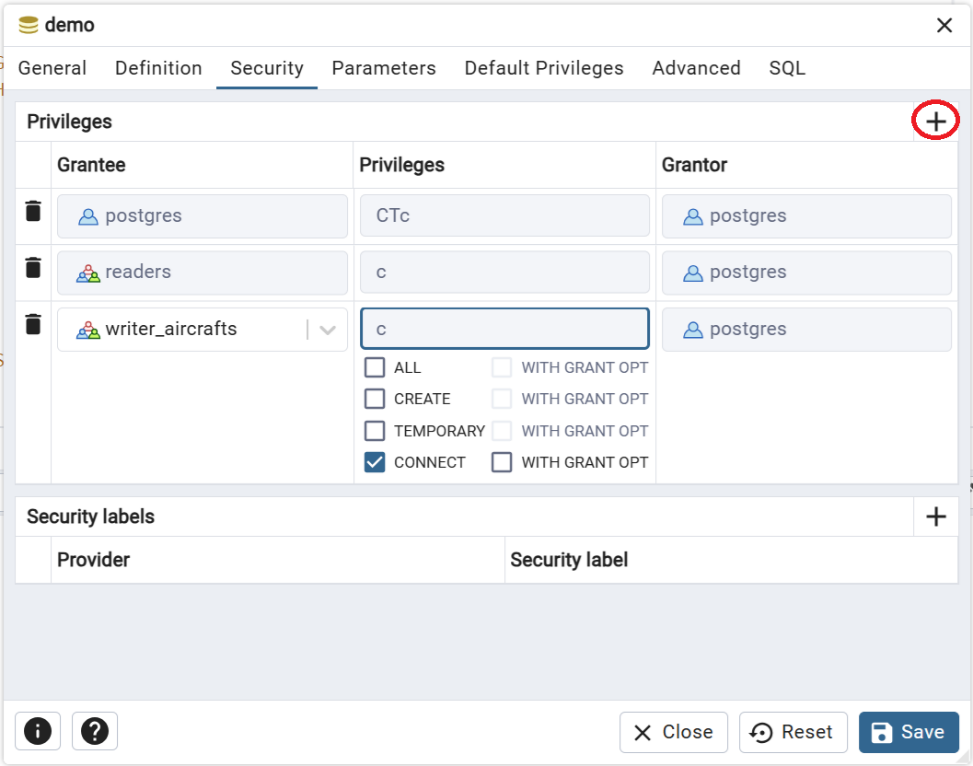 demo
General Definition Security Parameters Default Privileges Advanced SQL
Privileges
Grantee Privileges Grantor
postgres CTc postgres
readers c postgres
writer_aircrafts c postgres
ALL WITH GRANT OPT
CREATE WITH GRANT OPT
TEMPORARY WITH GRANT OPT
CONNECT WITH GRANT OPT
Security labels
Provider Security label
Close Reset Save